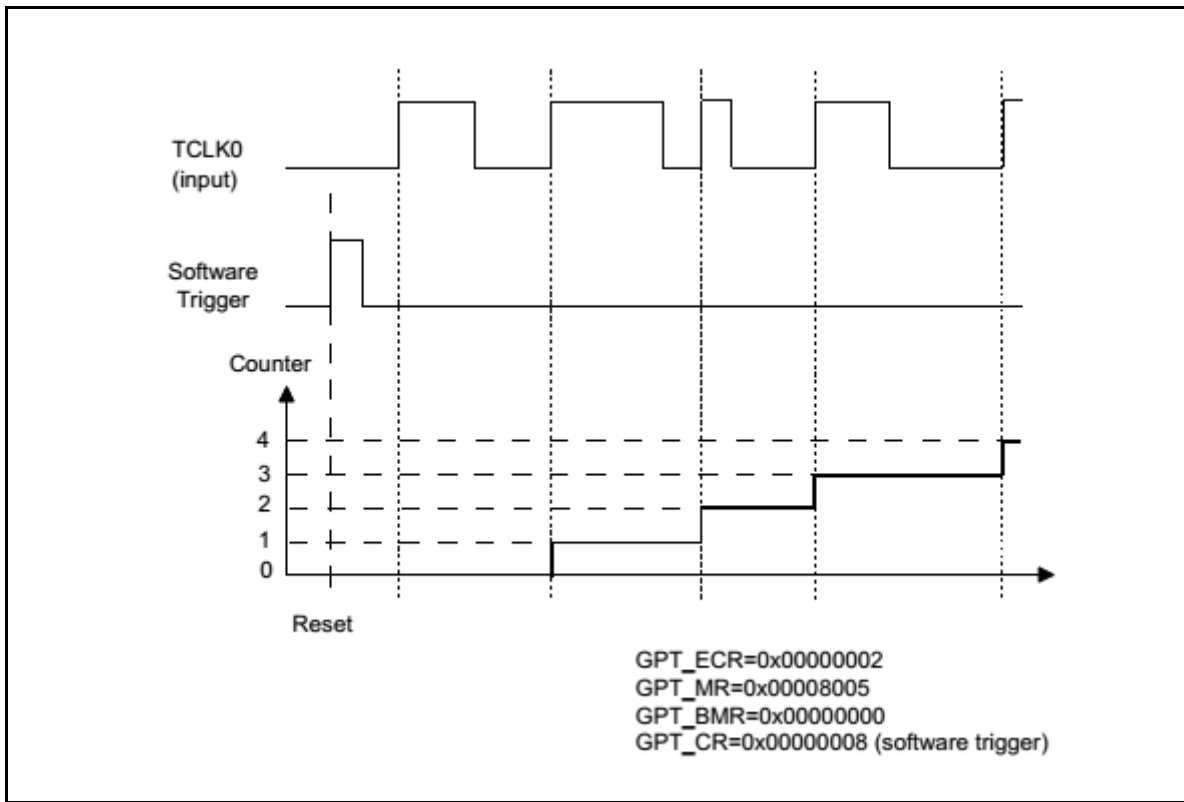 TCLK0
(input)
Software
Trigger
Counter
4
3
2
1
0
Reset
GPT_ECR=0x00000002
GPT_MR=0x00008005
GPT_BMR=0x00000000
GPT_CR=0x00000008 (software trigger)